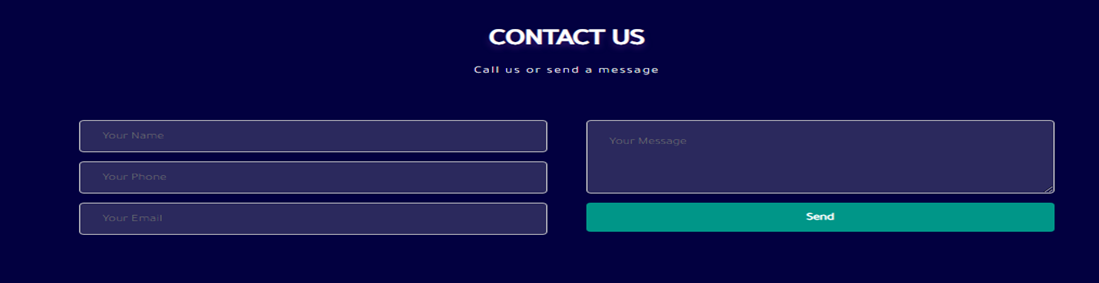 CONTACT US
Call us or send a message
Your Name
Your Phone
Your Email
Your Message
Send